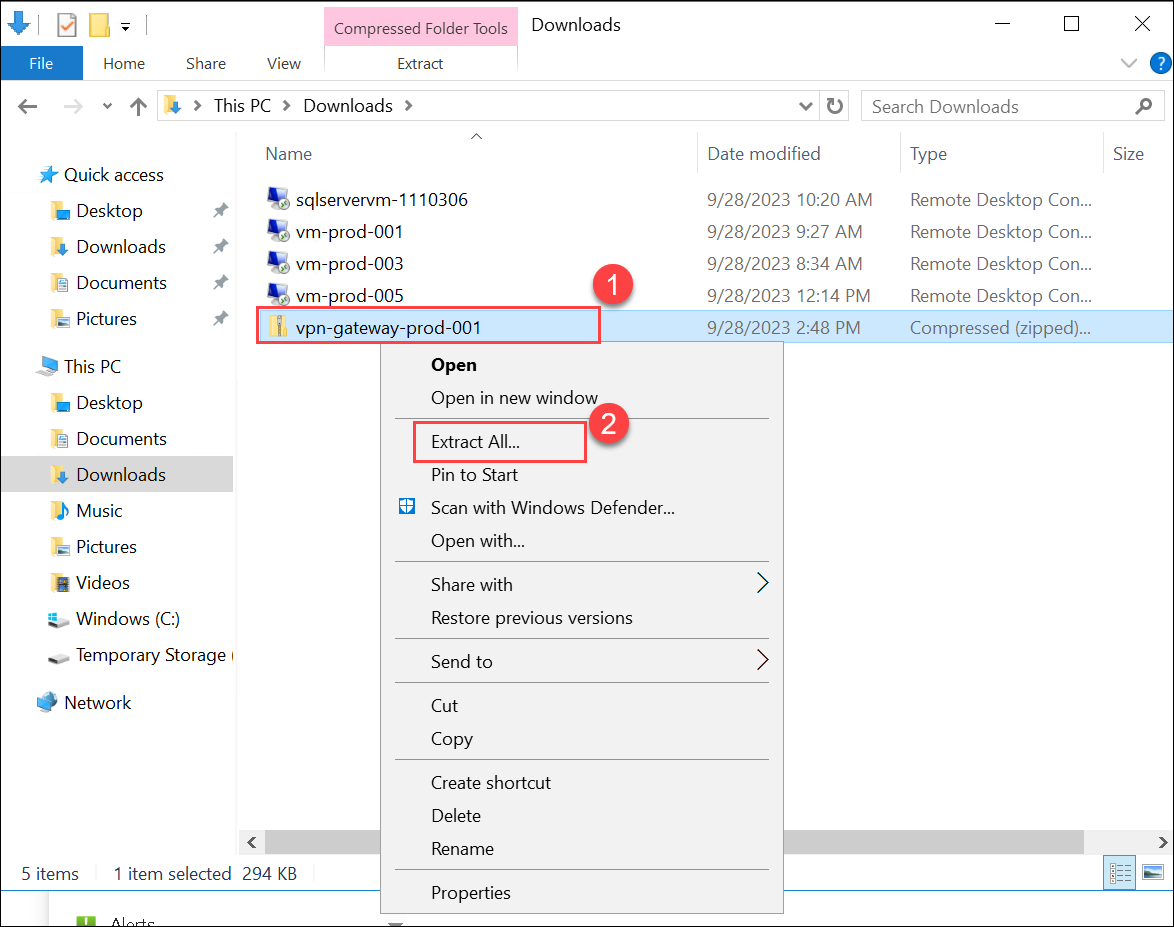 Compressed Folder Tools
Downloads
File
Home
Share
View
Extract
?
This PC
Downloads
Search Downloads
Name
Date modified
Type
Size
Quick access
Desktop
Downloads
Documents
Pictures
This PC
Desktop
Documents
Downloads
Music
Pictures
Videos
Windows (C:)
Temporary Storage (
Network
sqlservervm-1110306 9/28/2023 10:20 AM Remote Desktop Con...
vm-prod-001 9/28/2023 9:27 AM Remote Desktop Con...
vm-prod-003 9/28/2023 8:34 AM Remote Desktop Con...
vm-prod-005 9/28/2023 12:14 PM Remote Desktop Con...
1
vpn-gateway-prod-001 9/28/2023 2:48 PM Compressed (zipped)...
Open
Open in new window
2
Extract All...
Pin to Start
Scan with Windows Defender...
Open with...
Share with
Restore previous versions
Send to
Cut
Copy
Create shortcut
Delete
Rename
Properties
5 items 1 item selected 294 KB
Alerts